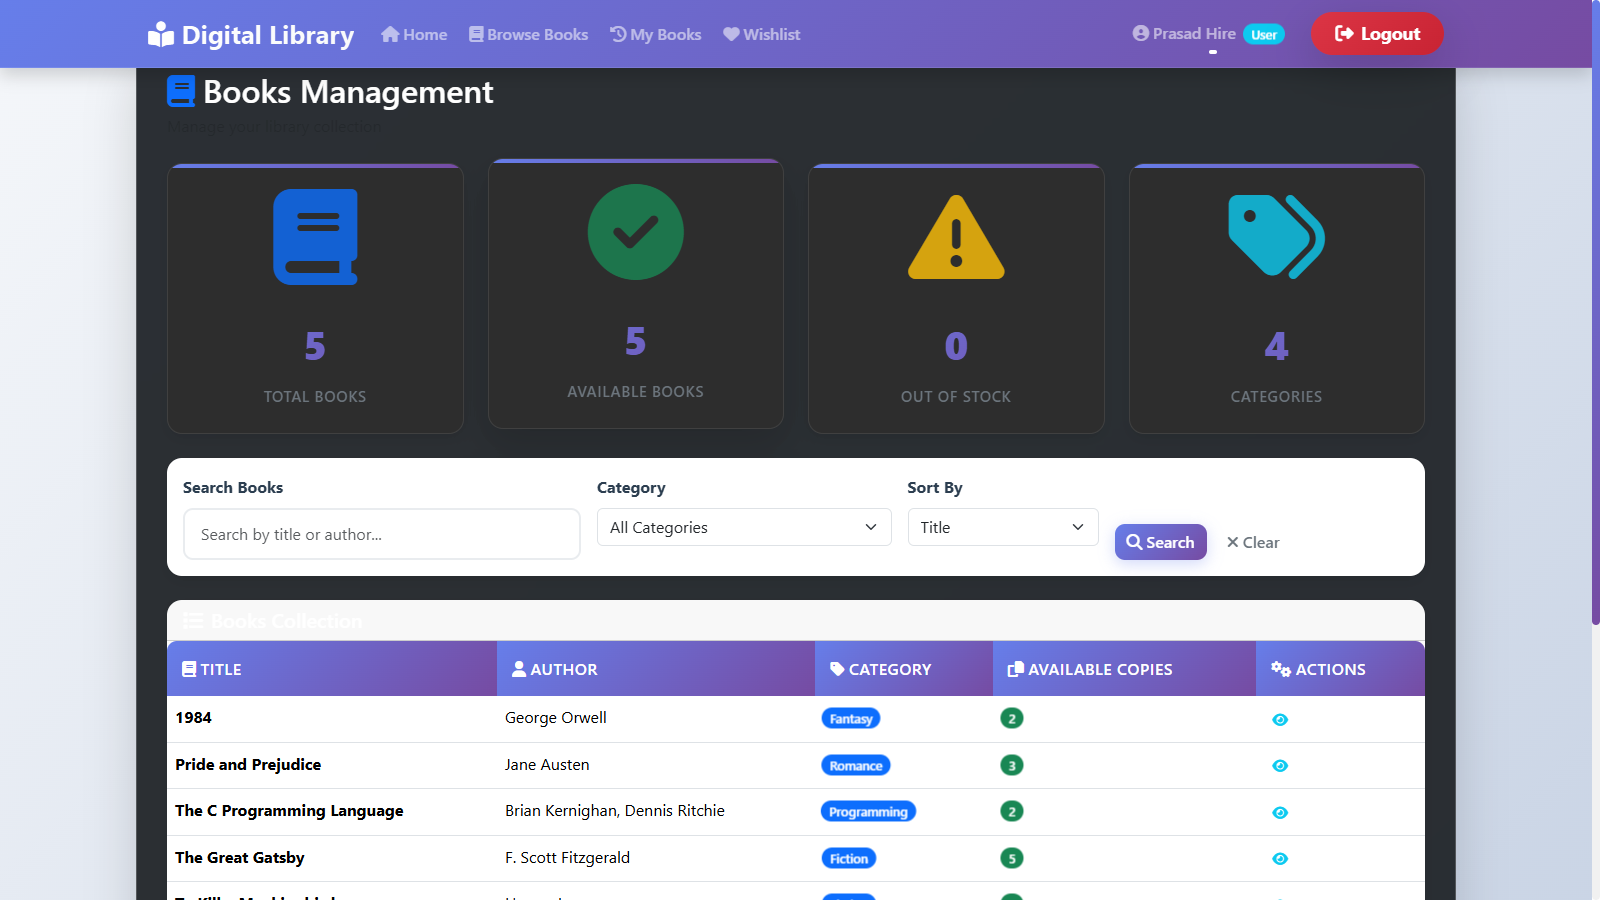 Digital Library Home Browse Books My Books Wishlist Prasad Hire User Logout
Books Management
Manage your library collection
5 5 0 4
TOTAL BOOKS AVAILABLE BOOKS OUT OF STOCK CATEGORIES
Search Books Category Sort By
Search by title or author... All Categories Title Search Clear
Books Collection
TITLE AUTHOR CATEGORY AVAILABLE COPIES ACTIONS
1984 George Orwell Fantasy 2
Pride and Prejudice Jane Austen Romance 3
The C Programming Language Brian Kernighan, Dennis Ritchie Programming 2
The Great Gatsby F. Scott Fitzgerald Fiction 5